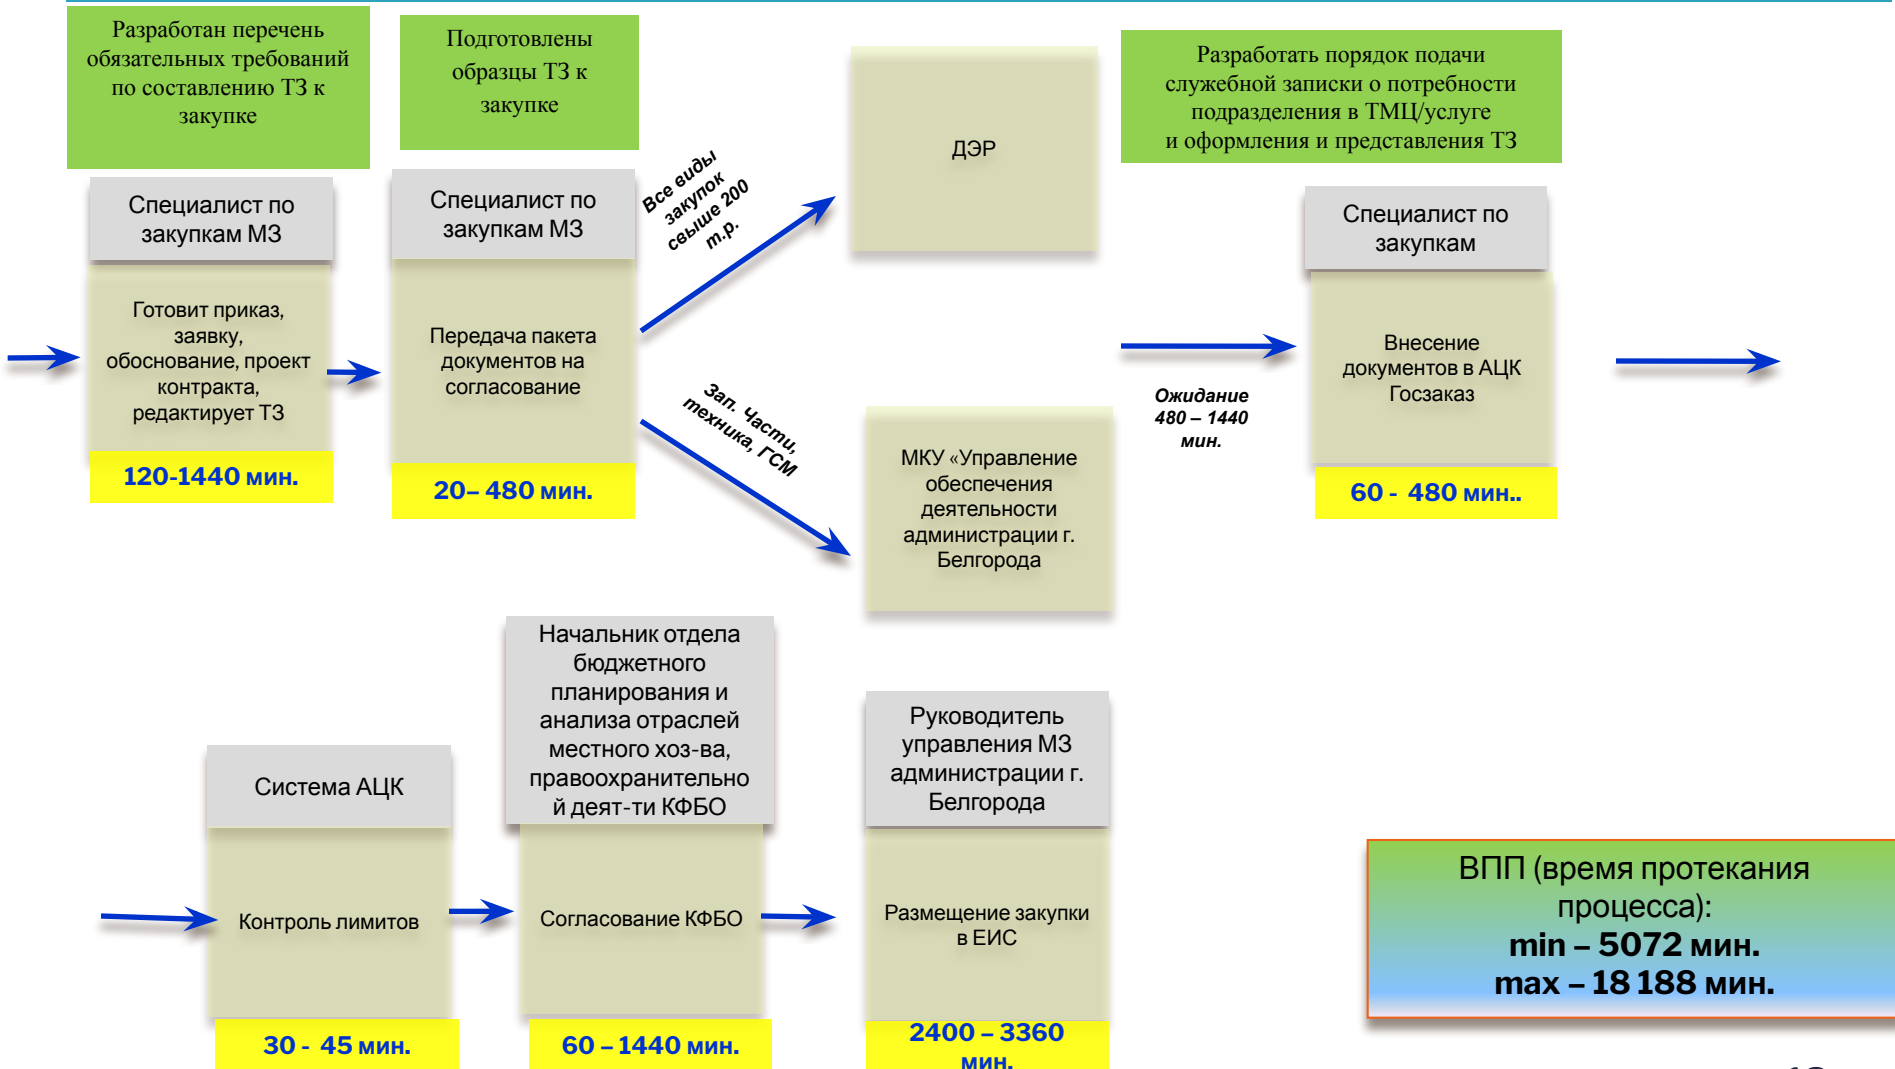 Разработан перечень
обязательных требований
по составлению ТЗ к
закупке
Подготовлены
образцы ТЗ к
закупке
Разработать порядок подачи
служебной записки о потребности
подразделения в ТМЦ/услуге
и оформления и представления ТЗ
Специалист по
закупкам МЗ
Готовит приказ,
заявку,
обоснование, проект
контракта,
редактирует ТЗ
120-1440 мин.
Специалист по
закупкам МЗ
Передача пакета
документов на
согласование
20– 480 мин.
Все виды
закупок
свыше 200
т.р.
Зап. Части,
техника, ГСМ
ДЭР
МКУ «Управление
обеспечения
деятельности
администрации г.
Белгорода
Ожидание
480 – 1440
мин.
Специалист по
закупкам
Внесение
документов в АЦК
Госзаказ
60 - 480 мин..
Система АЦК
Контроль лимитов
30 - 45 мин.
Начальник отдела
бюджетного
планирования и
анализа отраслей
местного хоз-ва,
правоохранительно
й деят-ти КФБО
Согласование КФБО
60 – 1440 мин.
Руководитель
управления МЗ
администрации г.
Белгорода
Размещение закупки
в ЕИС
2400 – 3360
мин.
ВПП (время протекания
процесса):
min – 5072 мин.
max – 18 188 мин.